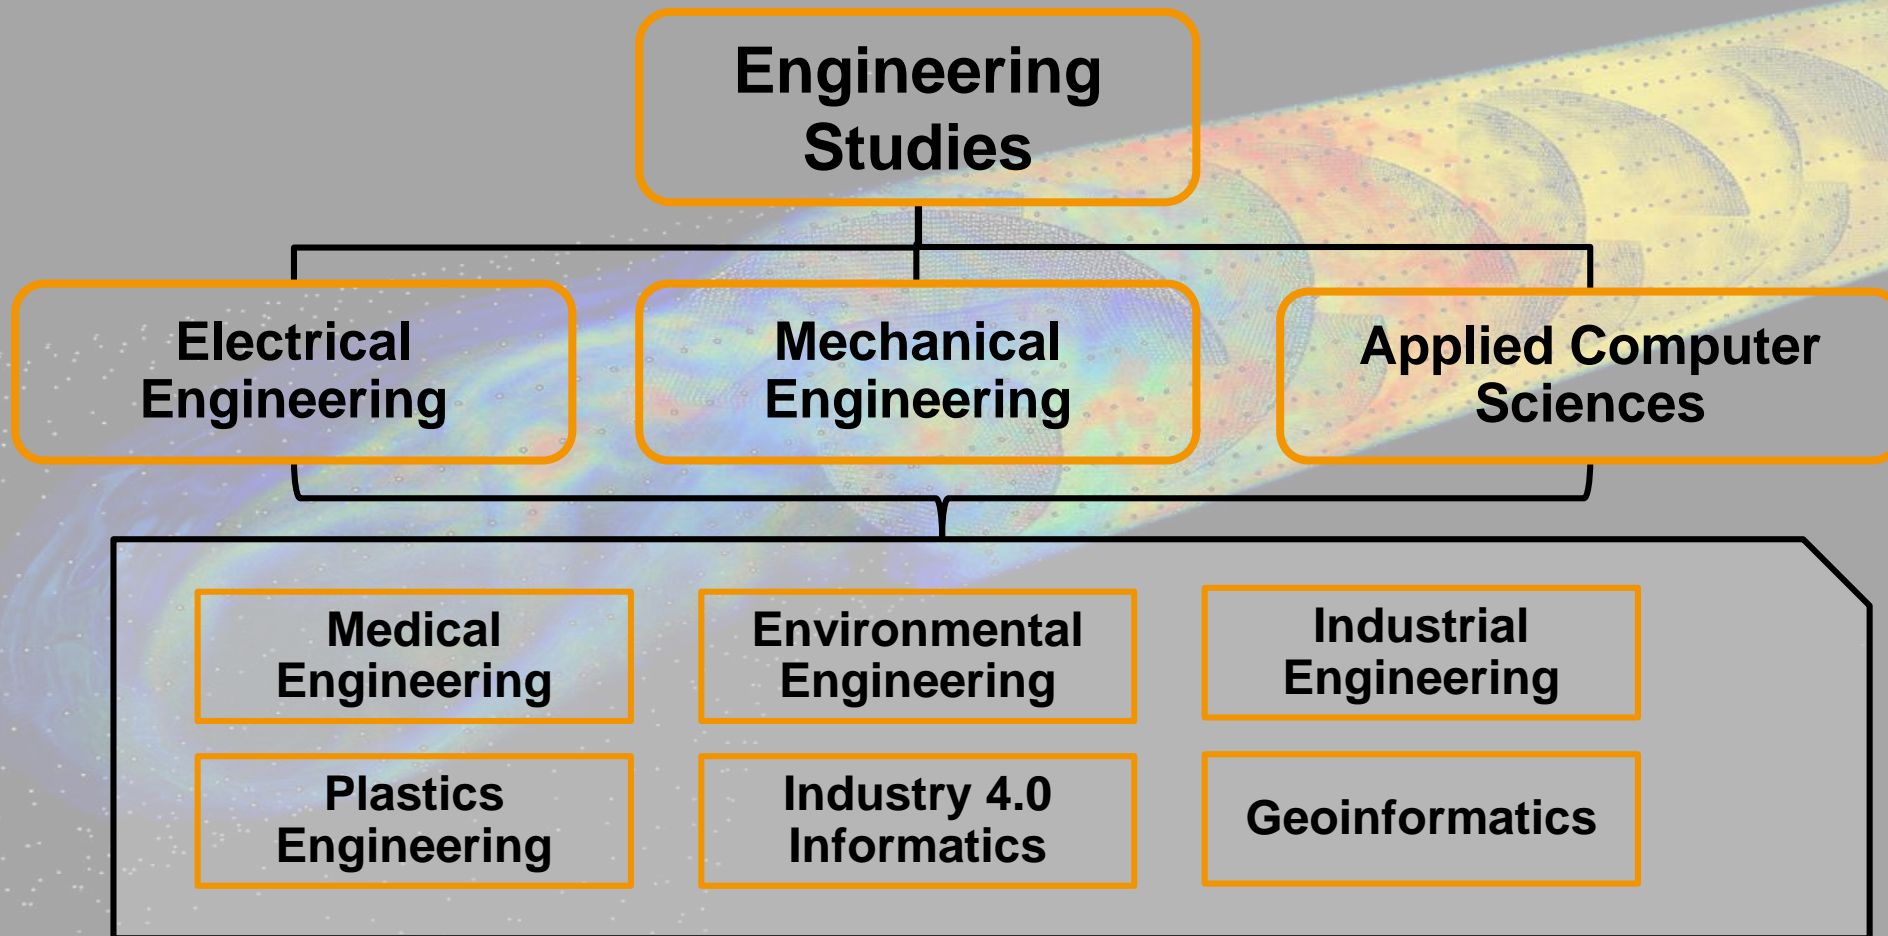 Engineering
Studies
Electrical
Engineering
Mechanical
Engineering
Applied Computer
Sciences
Medical
Engineering
Environmental
Engineering
Industrial
Engineering
Plastics
Engineering
Industry 4.0
Informatics
Geoinformatics